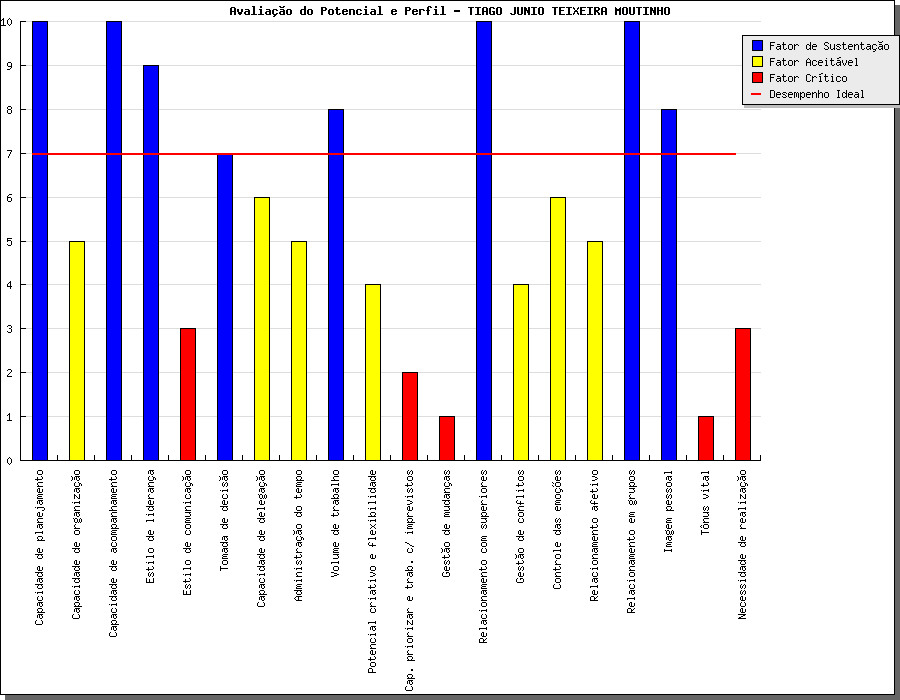 Avaliação do Potencial e Perfil - TIAGO JUNIO TEIXEIRA MOUTINHO
10
9
8
7
6
5
4
3
2
1
0
Fator de Sustentação
Fator Aceitável
Fator Crítico
Desempenho Ideal
Capacidade de planejamento
Capacidade de organização
Capacidade de acompanhamento
Estilo de liderança
Estilo de comunicação
Tomada de decisão
Capacidade de delegação
Administração do tempo
Volume de trabalho
Potencial criativo e flexibilidade
Cap. priorizar e trab. c/ imprevistos
Gestão de mudanças
Relacionamento com superiores
Gestão de conflitos
Controle das emoções
Relacionamento afetivo
Relacionamento em grupos
Imagem pessoal
Tônus vital
Necessidade de realização